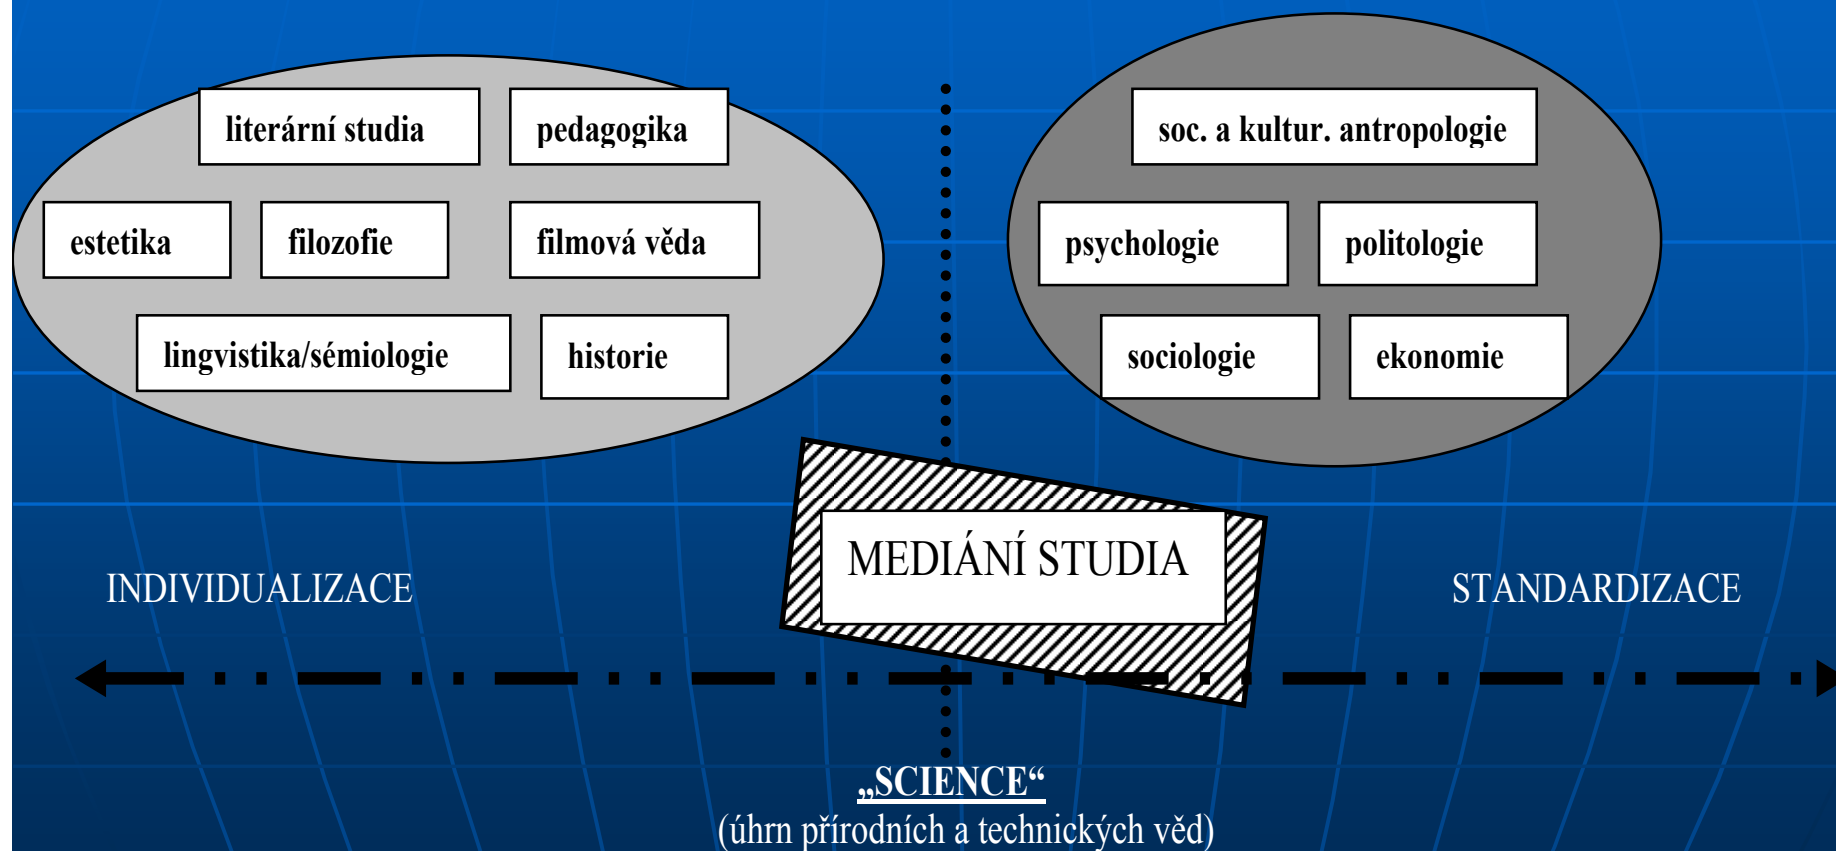 literární studia
pedagogika
estetika
filozofie
filmová věda
lingvistika/sémiologie
historie
soc. a kultur. antropologie
psychologie
politologie
sociologie
ekonomie
MEDIÁNÍ STUDIA
INDIVIDUALIZACE
STANDARDIZACE
„SCIENCE“
(úhrn přírodních a technických věd)